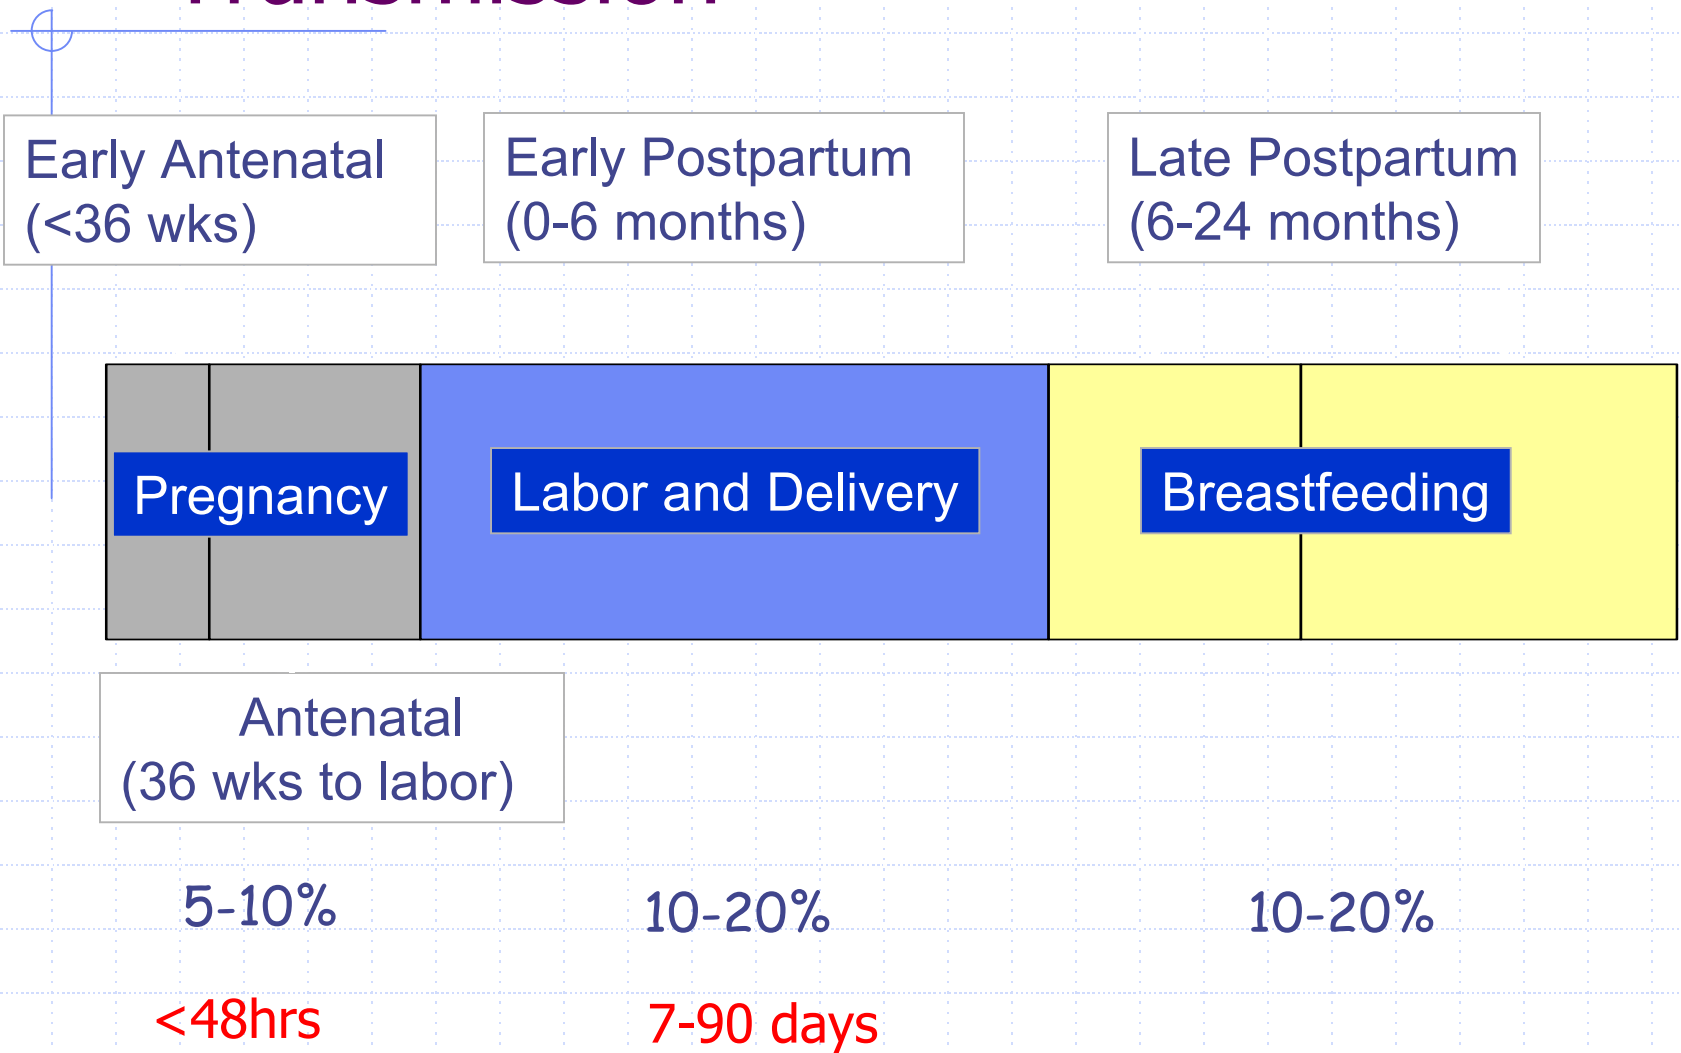 Transmission
Early Antenatal
(<36 wks)
Early Postpartum
(0-6 months)
Late Postpartum
(6-24 months)
Pregnancy
Labor and Delivery
Breastfeeding
Antenatal
(36 wks to labor)
5-10%
10-20%
10-20%
<48hrs
7-90 days